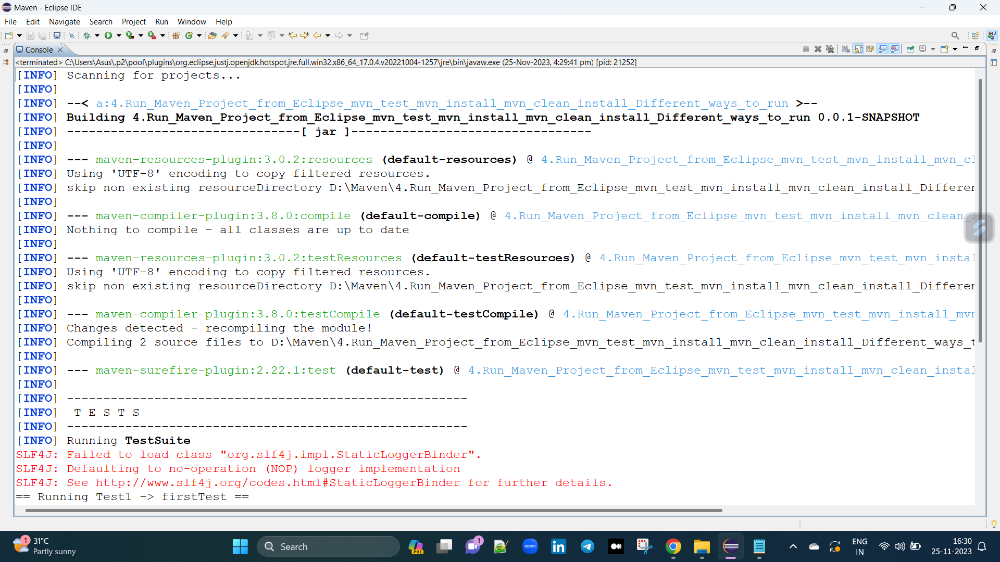 Maven - Eclipse IDE
File Edit Navigate Search Project Run Window Help
Console
<terminated> C:\Users\Asus\.p2\pool\plugins\org.eclipse.justj.openjdk.hotspot.jre.full.win32.x86_64_17.0.4.v20221004-1257\jre\bin\javaw.exe (25-Nov-2023, 4:29:41 pm) [pid: 21252]
[INFO] Scanning for projects...
[INFO]
[INFO] --< a:4.Run_Maven_Project_from_Eclipse_mvn_test_mvn_install_mvn_clean_install_Different_ways_to_run >--
[INFO] Building 4.Run_Maven_Project_from_Eclipse_mvn_test_mvn_install_mvn_clean_install_Different_ways_to_run 0.0.1-SNAPSHOT
[INFO] --------------------------------[ jar ]---------------------------------
[INFO]
[INFO] --- maven-resources-plugin:3.0.2:resources (default-resources) @ 4.Run_Maven_Project_from_Eclipse_mvn_test_mvn_install_mvn_cl
[INFO] Using 'UTF-8' encoding to copy filtered resources.
[INFO] skip non existing resourceDirectory D:\Maven\4.Run_Maven_Project_from_Eclipse_mvn_test_mvn_install_mvn_clean_install_Differen
[INFO]
[INFO] --- maven-compiler-plugin:3.8.0:compile (default-compile) @ 4.Run_Maven_Project_from_Eclipse_mvn_test_mvn_install_mvn_clean_i
[INFO] Nothing to compile - all classes are up to date
[INFO]
[INFO] --- maven-resources-plugin:3.0.2:testResources (default-testResources) @ 4.Run_Maven_Project_from_Eclipse_mvn_test_mvn_instal
[INFO] Using 'UTF-8' encoding to copy filtered resources.
[INFO] skip non existing resourceDirectory D:\Maven\4.Run_Maven_Project_from_Eclipse_mvn_test_mvn_install_mvn_clean_install_Differen
[INFO]
[INFO] --- maven-compiler-plugin:3.8.0:testCompile (default-testCompile) @ 4.Run_Maven_Project_from_Eclipse_mvn_test_mvn_install_mvn
[INFO] Changes detected - recompiling the module!
[INFO] Compiling 2 source files to D:\Maven\4.Run_Maven_Project_from_Eclipse_mvn_test_mvn_install_mvn_clean_install_Different_ways_t
[INFO]
[INFO] --- maven-surefire-plugin:2.22.1:test (default-test) @ 4.Run_Maven_Project_from_Eclipse_mvn_test_mvn_install_mvn_clean_instal
[INFO]
[INFO] -------------------------------------------------------
[INFO]  T E S T S
[INFO] -------------------------------------------------------
[INFO] Running TestSuite
SLF4J: Failed to load class "org.slf4j.impl.StaticLoggerBinder".
SLF4J: Defaulting to no-operation (NOP) logger implementation
SLF4J: See http://www.slf4j.org/codes.html#StaticLoggerBinder for further details.
== Running Test1 -> firstTest ==
1
31°C
Partly sunny
Search
PRE
1
zoom
in
ENG
IN
16:30
25-11-2023